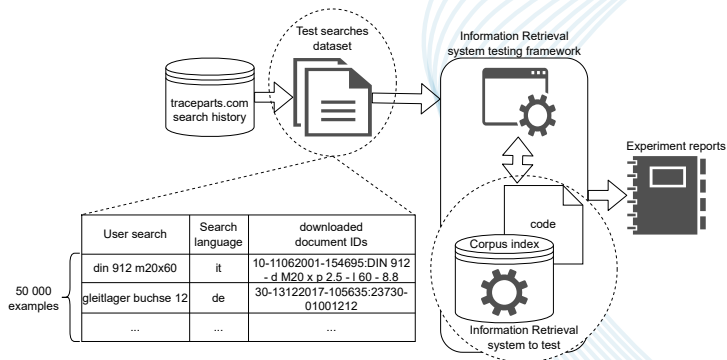 Test searches
dataset
Information Retrieval
system testing framework
traceparts.com
search history
Experiment reports
code
Corpus index
Information Retrieval
system to test
User search
Search
language
downloaded
document IDs
din 912 m20x60
it
10-11062001-154695:DIN 912
- d M20 x p 2.5 - l 60 - 8.8
gleitlager buchse 12
de
30-13122017-105635:23730-
01001212
...
...
...
50 000
examples